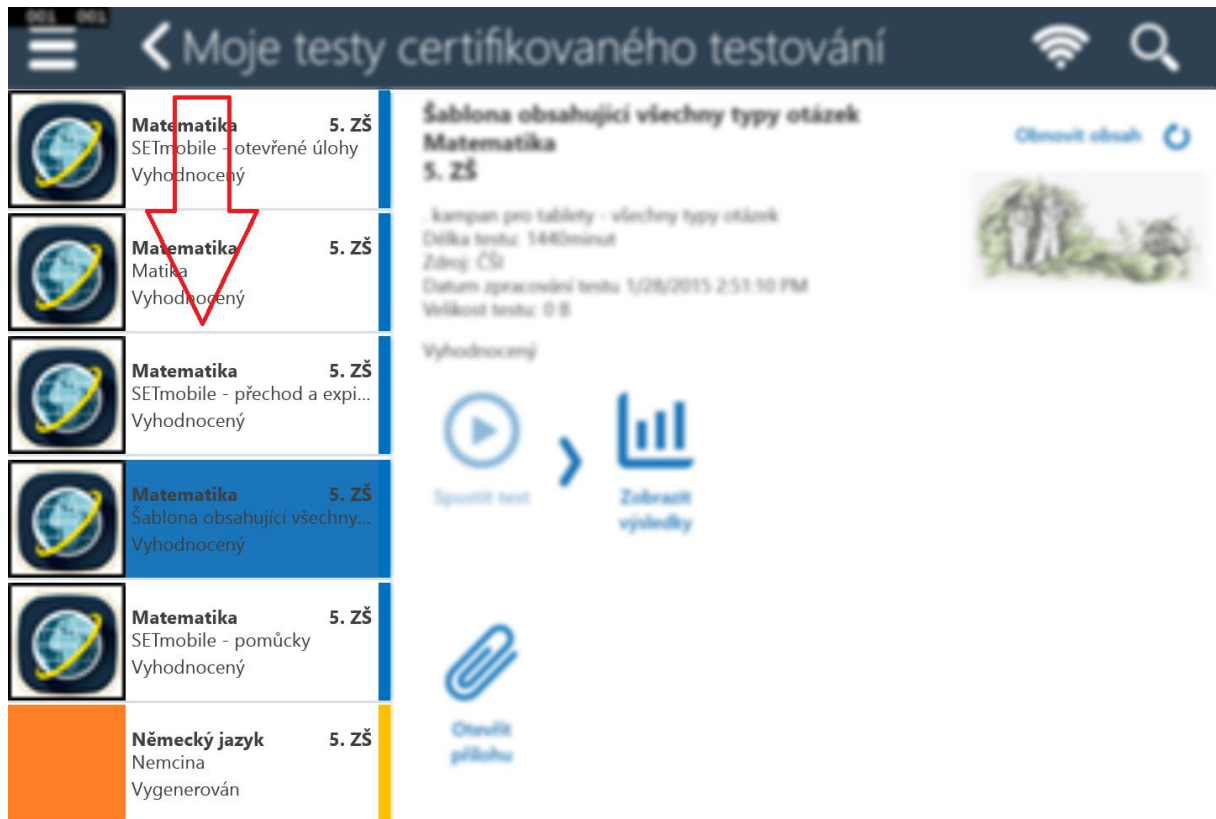 001 001
Moje testy certifikovaného testování
Matematika 5. ZŠ
SETmobile - otevřené úlohy
Vyhodnocený
Matematika 5. ZŠ
Matika
Vyhodnocený
Matematika 5. ZŠ
SETmobile - přechod a expi...
Vyhodnocený
Matematika 5. ZŠ
Šablona obsahující všechny...
Vyhodnocený
Matematika 5. ZŠ
SETmobile - pomůcky
Vyhodnocený
Německý jazyk 5. ZŠ
Nemcina
Vygenerován
Šablona obsahující všechny typy otázek
Matematika
5. ZŠ
. kampan pro tablety - všechny typy otázek
Délka testu: 1440minut
Zdroj: ČŠI
Datum zpracování testu 1/28/2015 2:51:10 PM
Velikost testu: 0 B
Vyhodnocený
Obnovit obsah
Spustit test
Zobrazit
výsledky
Otevřít
přílohu